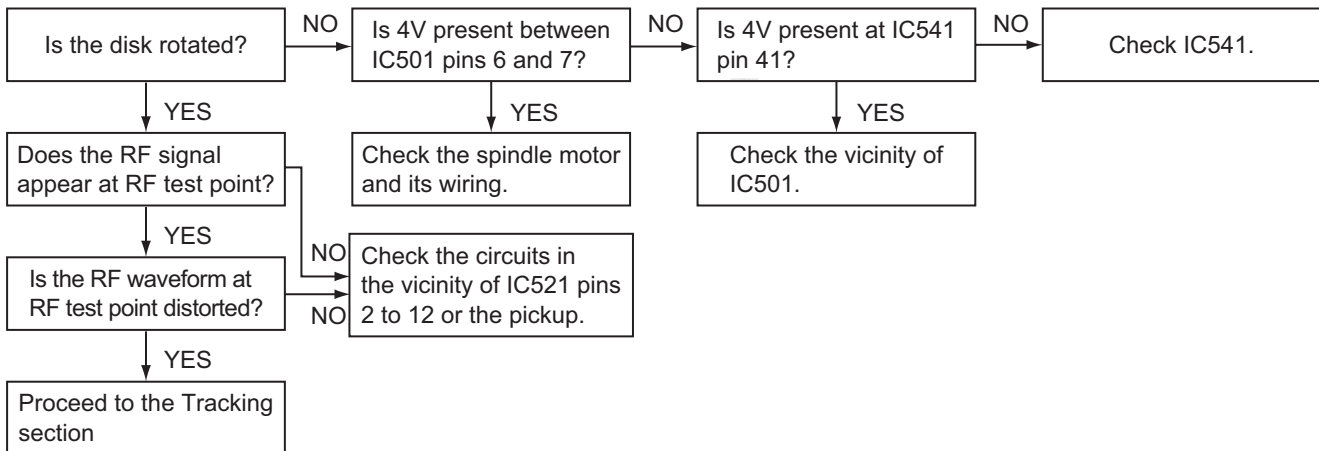 Is the disk rotated?
NO
Is 4V present between
IC501 pins 6 and 7?
NO
Is 4V present at IC541
pin 41?
NO
Check IC541.
YES
YES
YES
Does the RF signal
appear at RF test point?
Check the spindle motor
and its wiring.
Check the vicinity of
IC501.
YES
NO
Is the RF waveform at
RF test point distorted?
NO
Check the circuits in
the vicinity of IC521 pins
2 to 12 or the pickup.
YES
Proceed to the Tracking
section